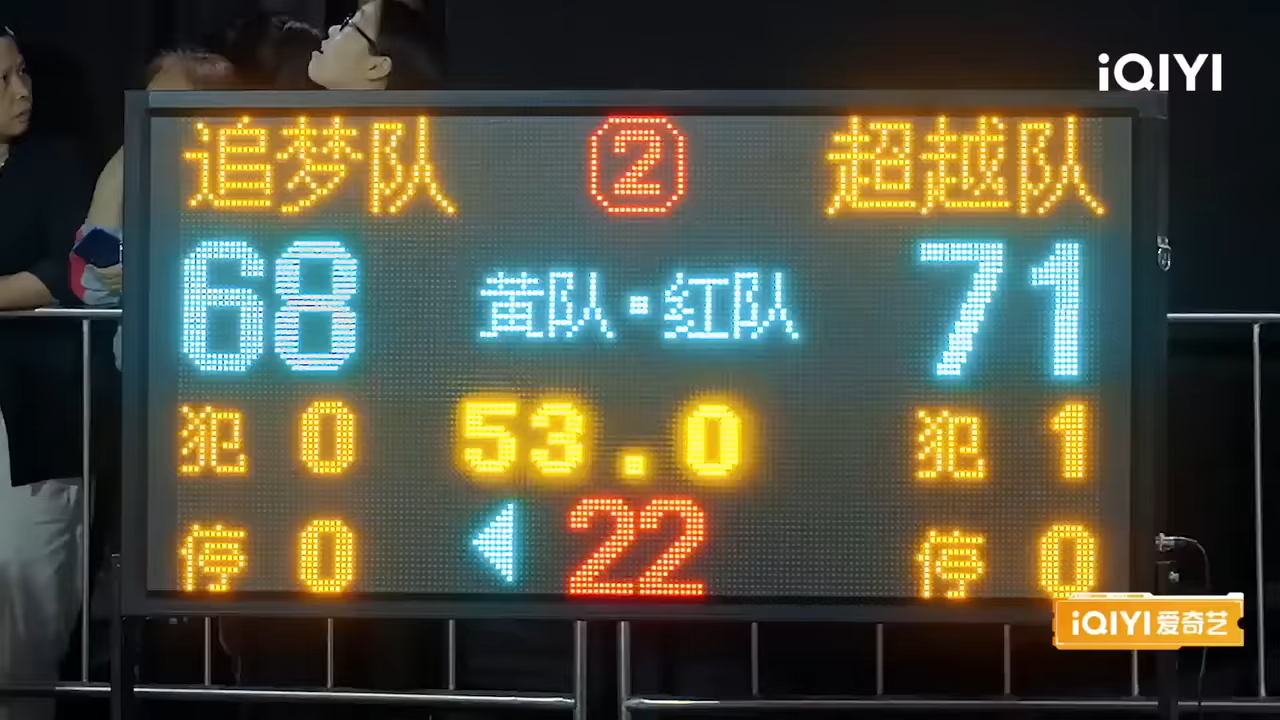 iQIYI
追梦队 ② 超越队
68 黄队·红队 71
犯 0 53.0 犯 1
停 0 22 停 0
iQIYI 爱奇艺